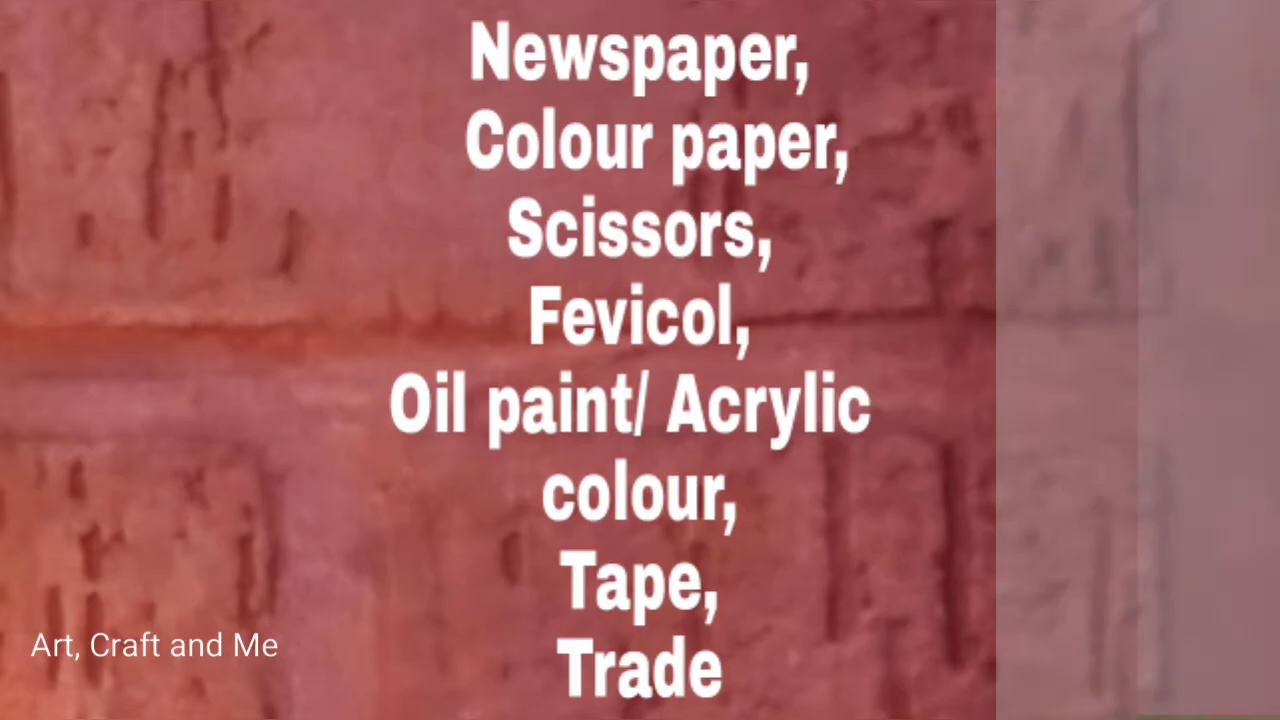 Newspaper,
Colour paper,
Scissors,
Fevicol,
Oil paint/ Acrylic
colour,
Tape,
Trade
Art, Craft and Me